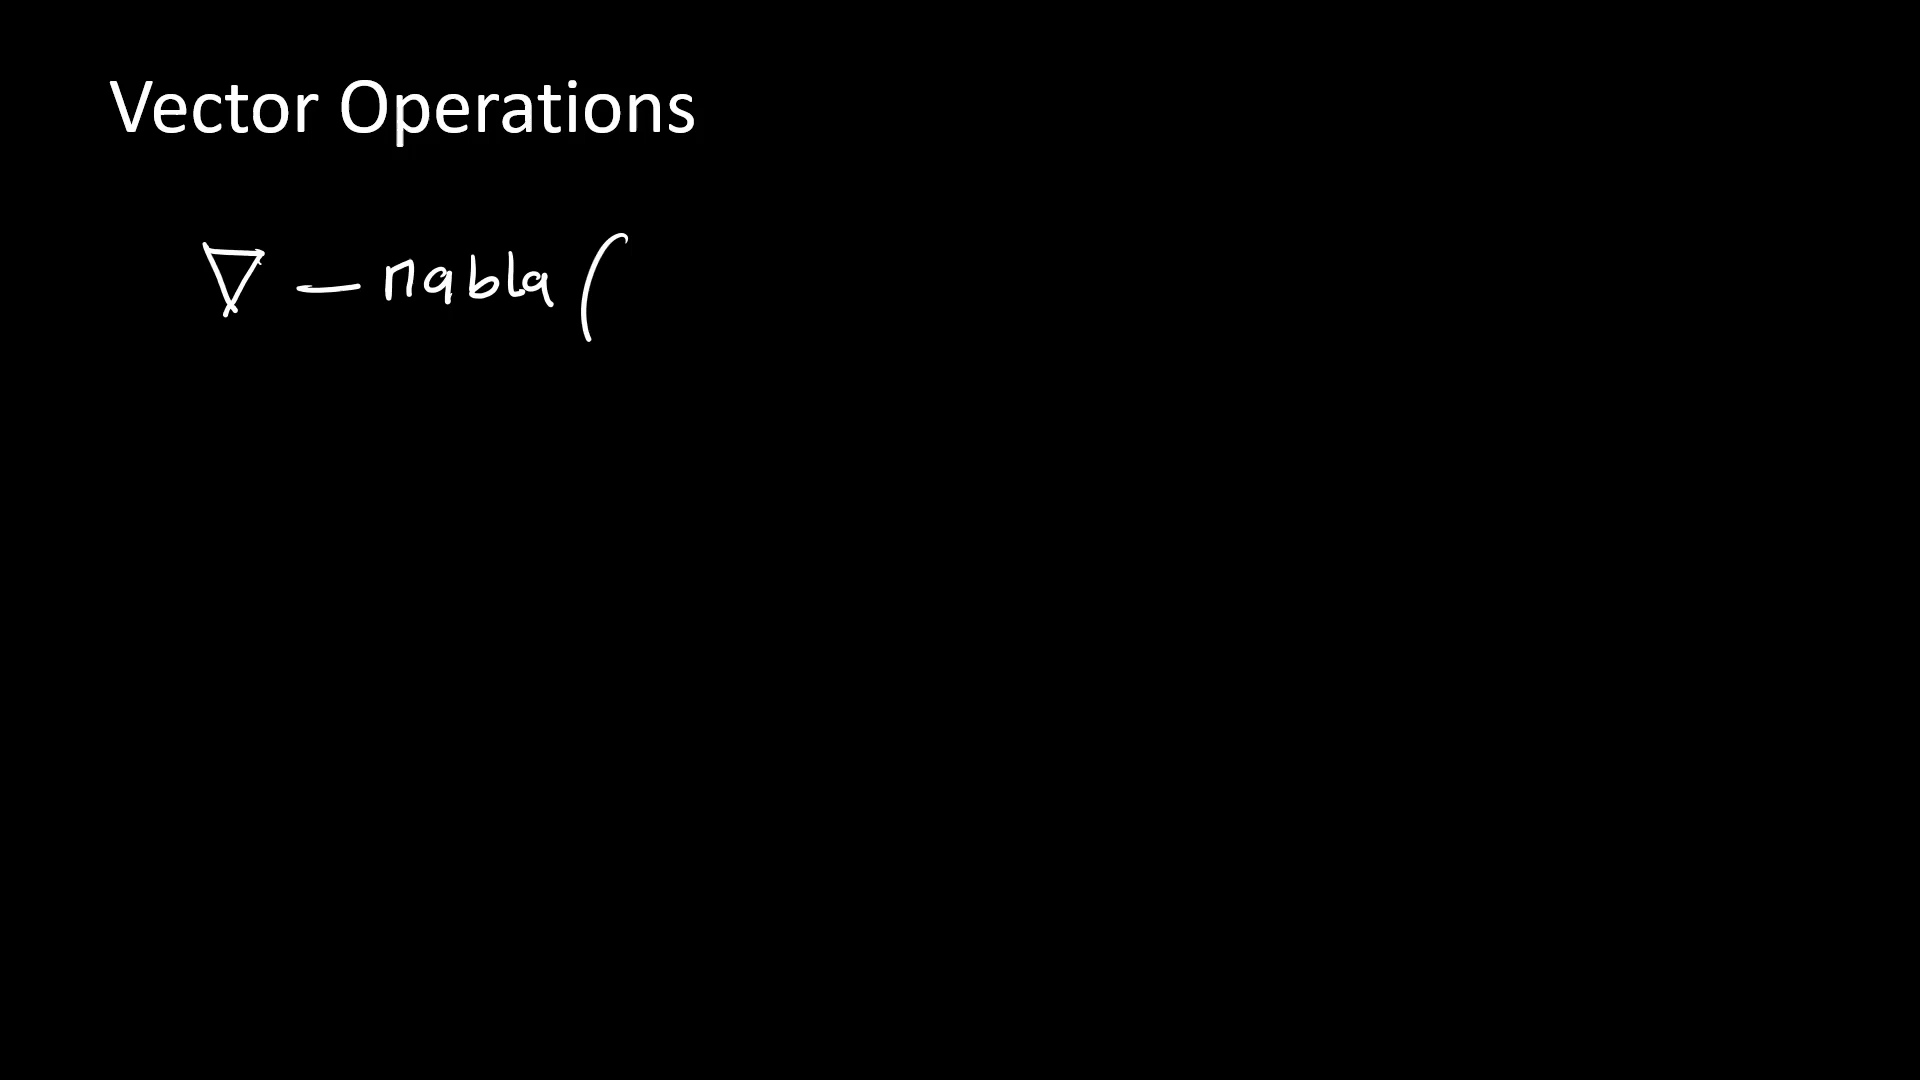 Vector Operations
∇ — nabla (